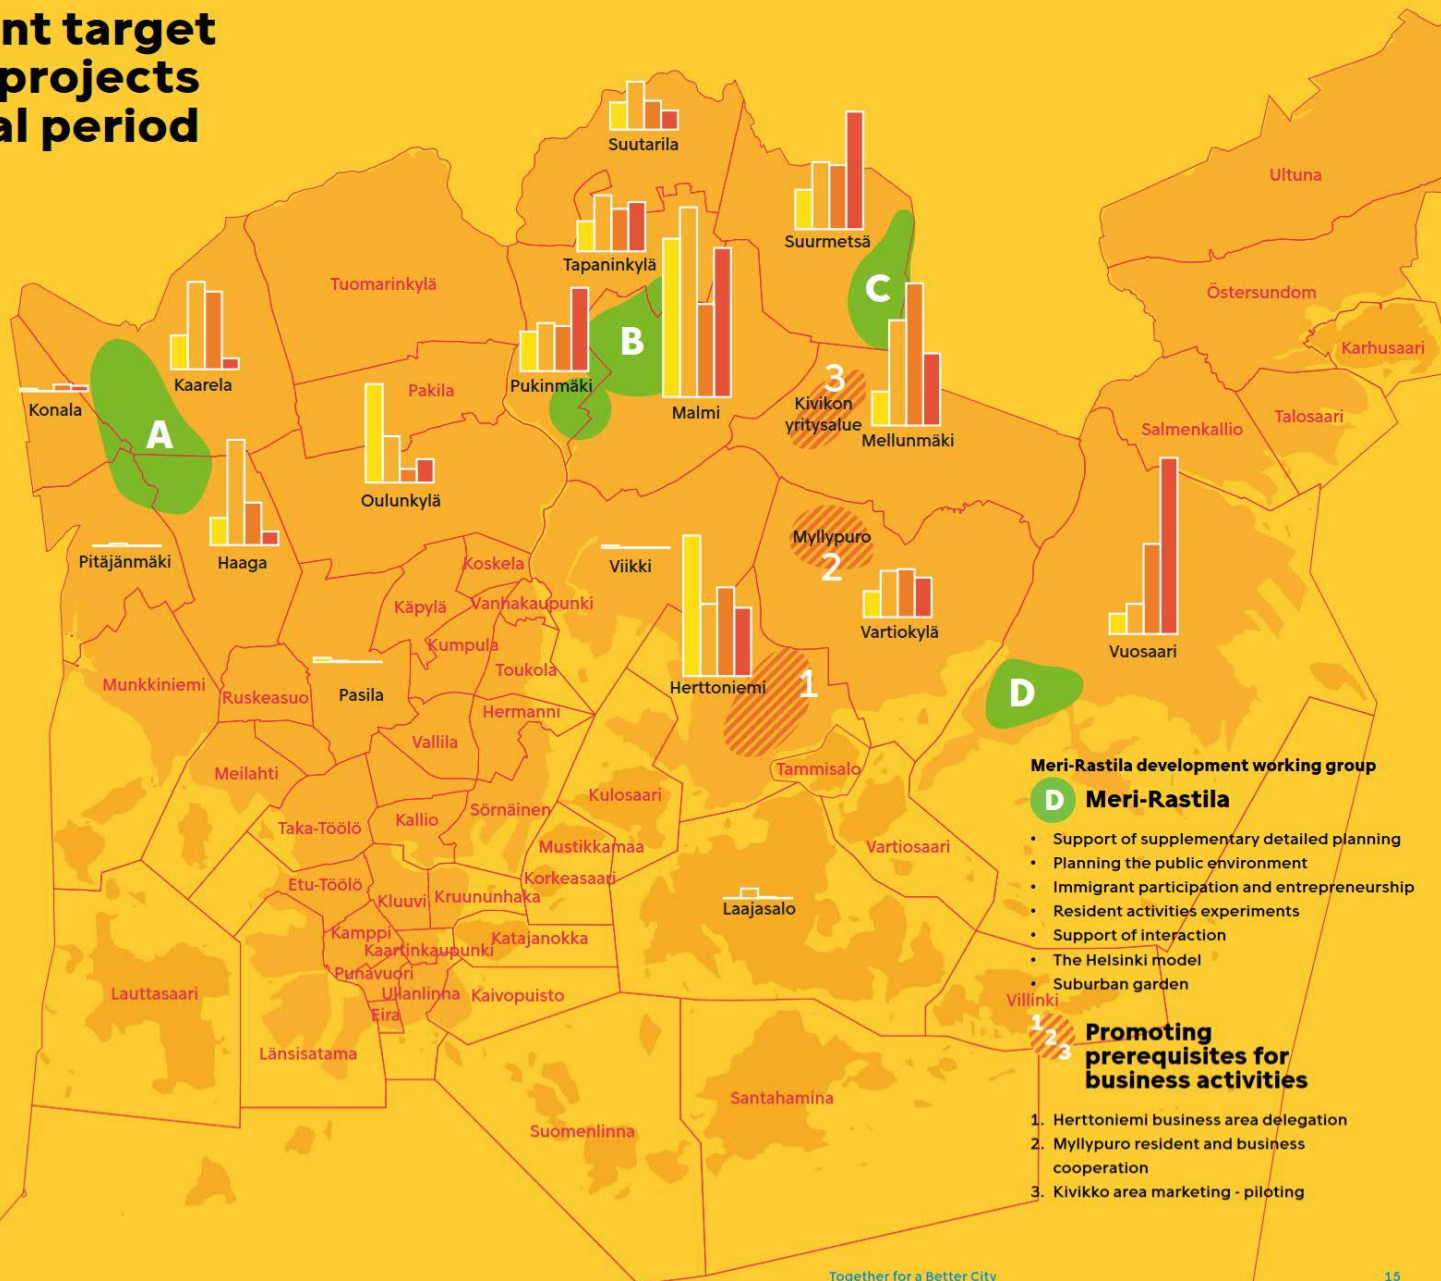 nt target
projects
al period
Suutarila
Suurmetsä
Ultuna
Tapaninkylä
Tuomarinkylä
C
Östersundom
B
Karhusaari
3
Kaarela
Pukinmäki
Pakila
Kivikon
yritysalue
Konala
Malmi
Talosaari
A
Mellunmäki
Salmenkallio
Oulunkylä
Myllypuro
2
Pitäjänmäki
Haaga
Koskela
Viikki
Käpylä
Vanhakaupunki
Vartiokylä
Kumpula
Vuosaari
Toukola
Munkkiniemi
Ruskeasuo
Pasila
Herttoniemi
1
D
Hermanni
Vallila
Meilahti
Tammisalo
Kulosaari
Sörnäinen
Kallio
Taka-Töölö
Mustikkamaa
Vartiosaari
Korkeasaari
Etu-Töölö
Kluuvi
Kruununhaka
Laajasalo
Kamppi
Katajanokka
Kaartinkaupunki
Punavuori
Lauttasaari
Ullanlinna
Kaivopuisto
Eira
Villinki
Länsisatama
Santahamina
Suomenlinna
Meri-Rastila development working group
D Meri-Rastila
• Support of supplementary detailed planning
• Planning the public environment
• Immigrant participation and entrepreneurship
• Resident activities experiments
• Support of interaction
• The Helsinki model
• Suburban garden
1 2 3
Promoting
prerequisites for
business activities
1. Herttoniemi business area delegation
2. Myllypuro resident and business
cooperation
3. Kivikko area marketing - piloting
Together for a Better City
15